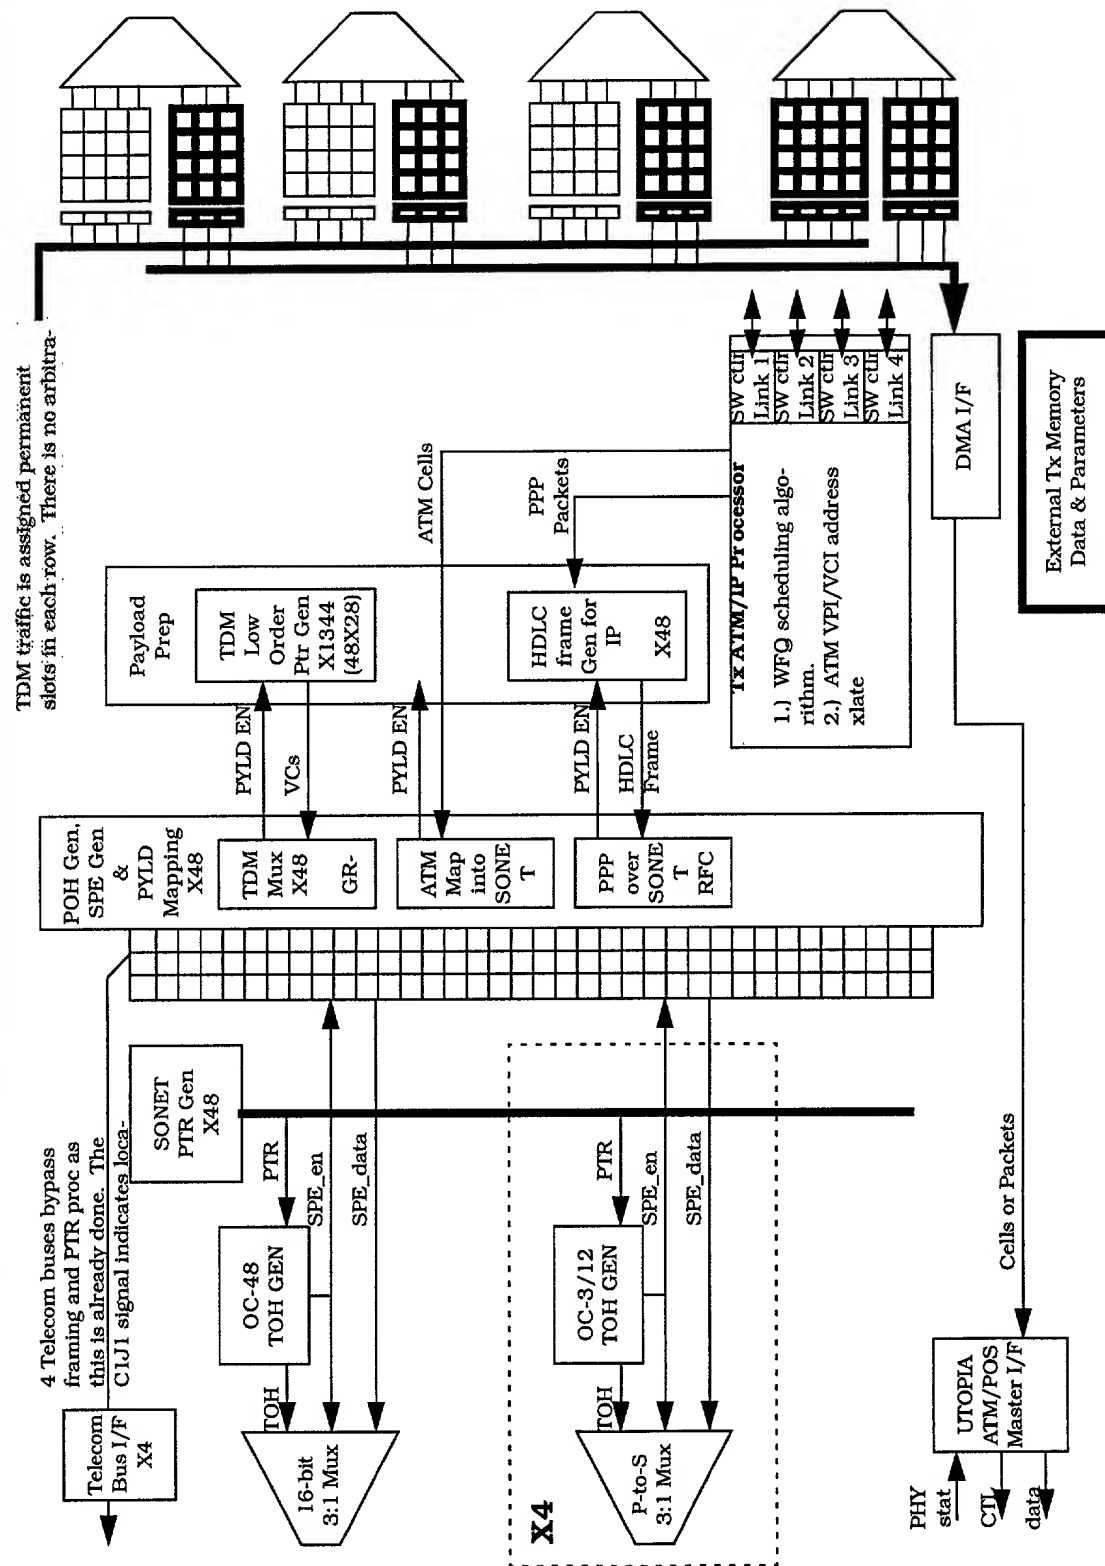 TDM traffic is assigned permanent
slots in each row. There is no arbitra-
SW ctlr
Link 1
SW ctlr
Link 2
SW ctlr
Link 3
SW ctlr
Link 4
Tx ATM/IP Pr ocessor
1.) WFQ scheduling algo-
rithm.
2.) ATM VPI/VCI address
xlate
DMA I/F
External Tx Memory
Data & Parameters
ATM Cells
PPP
Packets
Payload
Prep
TDM
Low
Order
Ptr Gen
X1344
(48X28)
HDLC
frame
Gen for
IP
X48
PYLD EN
VCs
PYLD EN
PYLD EN
HDLC
Frame
POH Gen,
SPE Gen
&
PYLD
Mapping
X48
TDM
Mux
X48
GR-
ATM
Map
into
SONE
T
PPP
over
SONE
T
RFC
4 Telecom buses bypass
framing and PTR proc as
this is already done. The
C1J1 signal indicates loca-
SONET
PTR Gen
X48
PTR
SPE_en
SPE_data
PTR
SPE_en
SPE_data
OC-48
TOH GEN
OC-3/12
TOH GEN
TOH
TOH
Telecom
Bus I/F
X4
16-bit
3:1 Mux
P-to-S
3:1 Mux
X4
Cells or Packets
UTOPIA
ATM/POS
Master I/F
PHY
stat
CTL
data